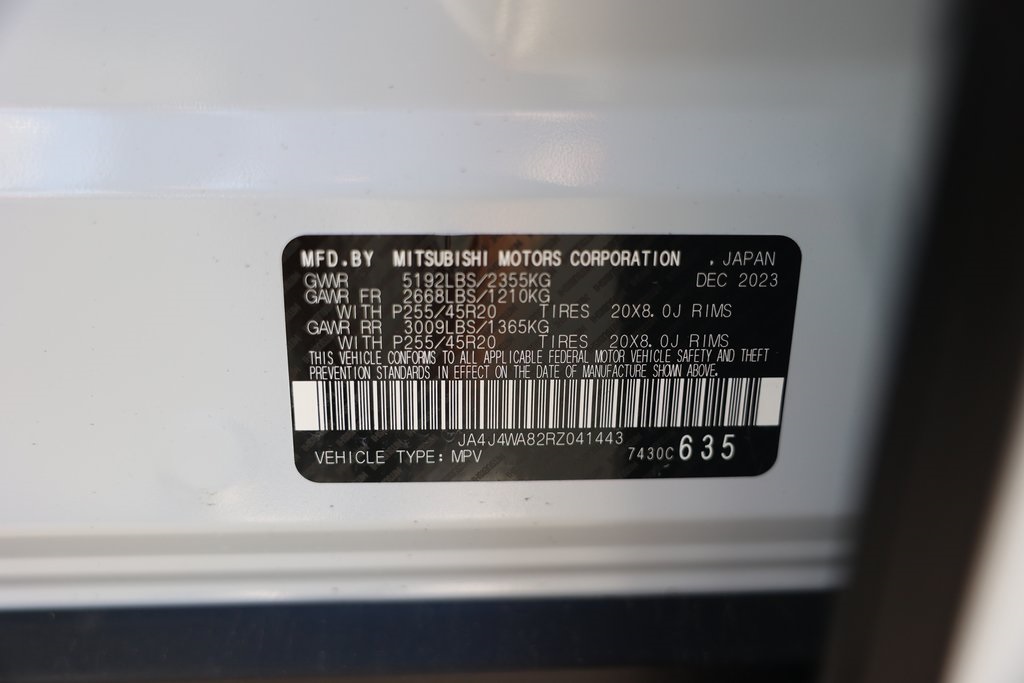 MFD.BY MITSUBISHI MOTORS CORPORATION , JAPAN
GWR 5192LBS/2355KG DEC 2023
GAWR FR 2668LBS/1210KG
WITH P255/45R20 TIRES 20X8.0J RIMS
GAWR RR 3009LBS/1365KG
WITH P255/45R20 TIRES 20X8.0J RIMS
THIS VEHICLE CONFORMS TO ALL APPLICABLE FEDERAL MOTOR VEHICLE SAFETY AND THEFT
PREVENTION STANDARDS IN EFFECT ON THE DATE OF MANUFACTURE SHOWN ABOVE.
JA4J4WA82RZ041443
VEHICLE TYPE: MPV 7430C 635